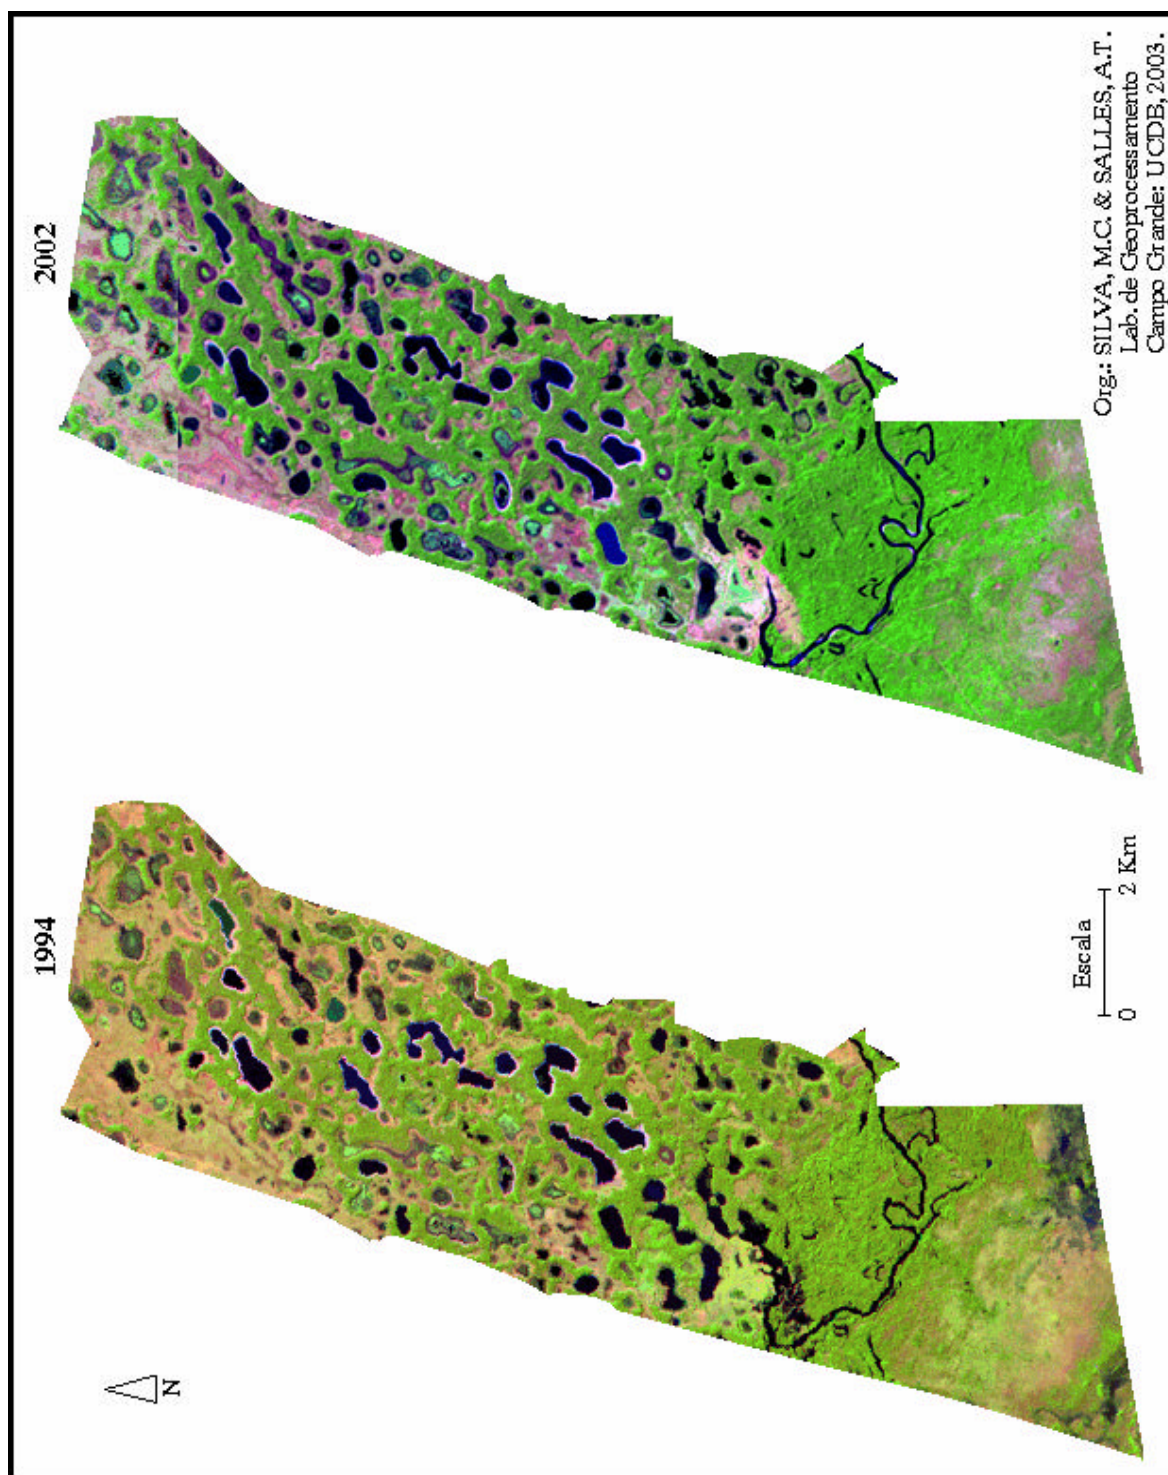 1994
2002
N
Escala
0 2 Km
Org.: SILVA, M.C. & SALLES, A.T.
Lab. de Geoprocessamento
Campo Grande: UCDB, 2003.